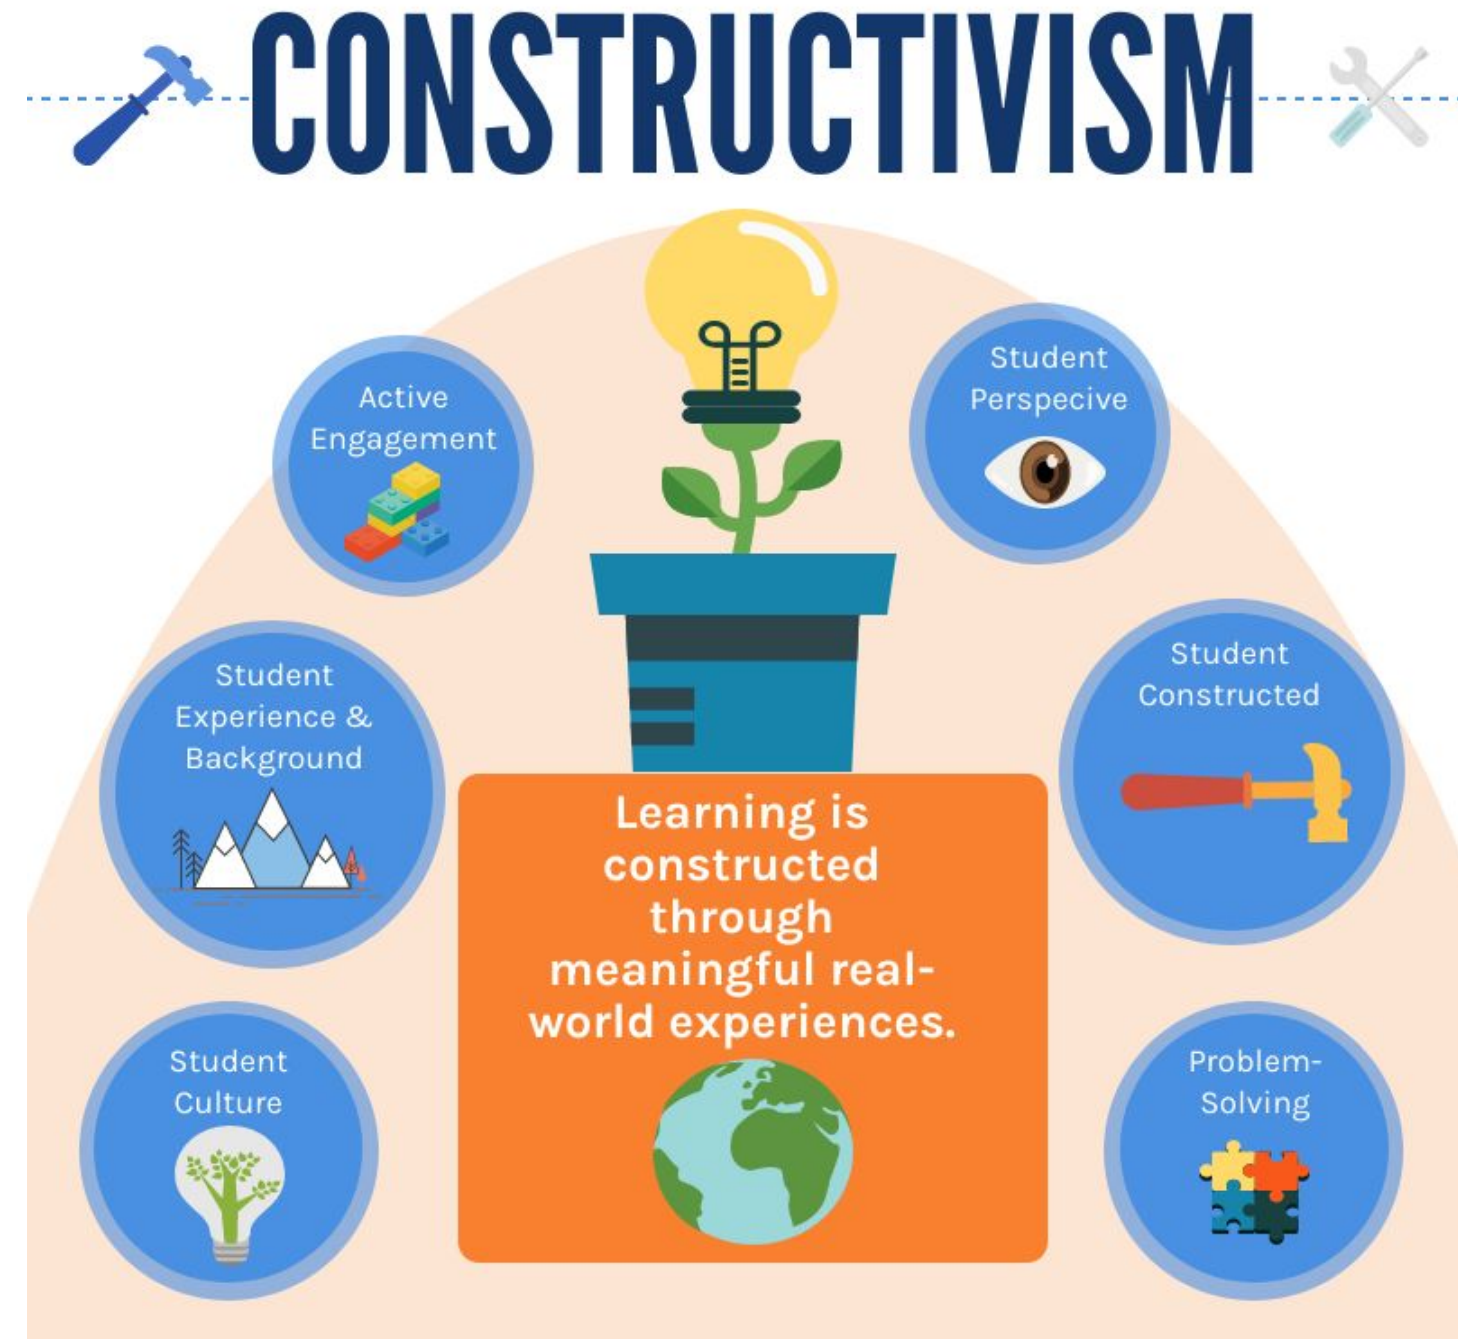 CONSTRUCTIVISM
Active
Engagement
Student
Perspecive
Student
Experience &
Background
Student
Constructed
Learning is
constructed
through
meaningful real-
world experiences.
Student
Culture
Problem-
Solving